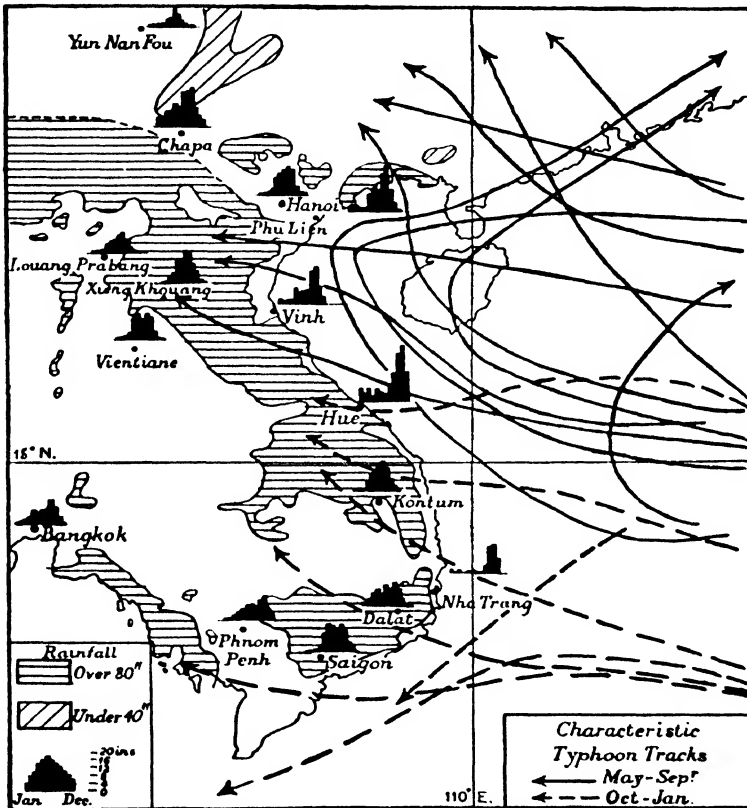 Yun Nan Fou
Chapa
Hanoi
Phu Lien
Louang Prabang
Xieng Khouang
Vinh
Vientiane
Hue
15° N.
Kontum
Bangkok
Nha Trang
Dalat
Phnom
Penh
Saigon
Rainfall
Over 80"
Under 40"
20 ins
0
Jan Dec.
110° E.
Characteristic
Typhoon Tracks
May-Sept
Oct-Jan.